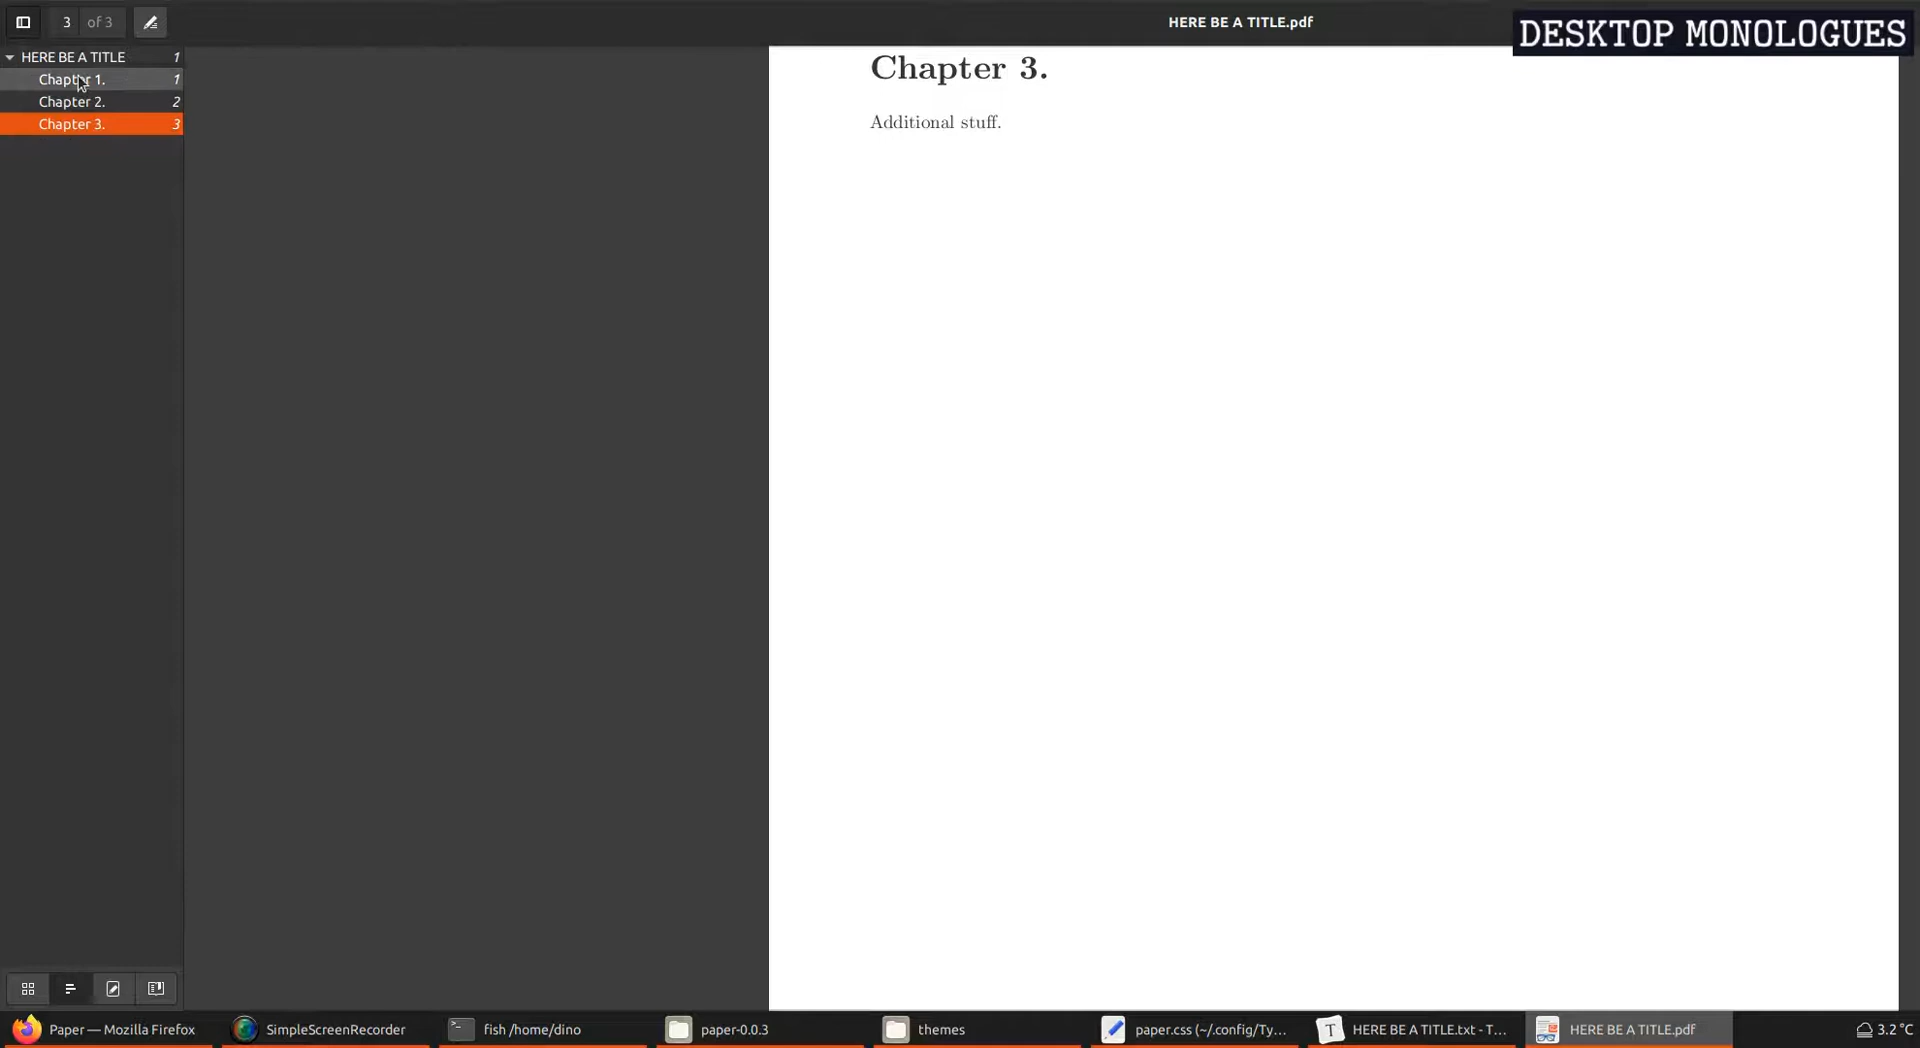 3 of 3
HERE BE A TITLE.pdf
DESKTOP MONOLOGUES
HERE BE A TITLE 1
Chapter 1. 1
Chapter 2. 2
Chapter 3. 3
Chapter 3.
Additional stuff.
Paper — Mozilla Firefox
SimpleScreenRecorder
fish /home/dino
paper-0.0.3
themes
paper.css (~/.config/Ty...
HERE BE A TITLE.txt - T...
HERE BE A TITLE.pdf
3.2 °C